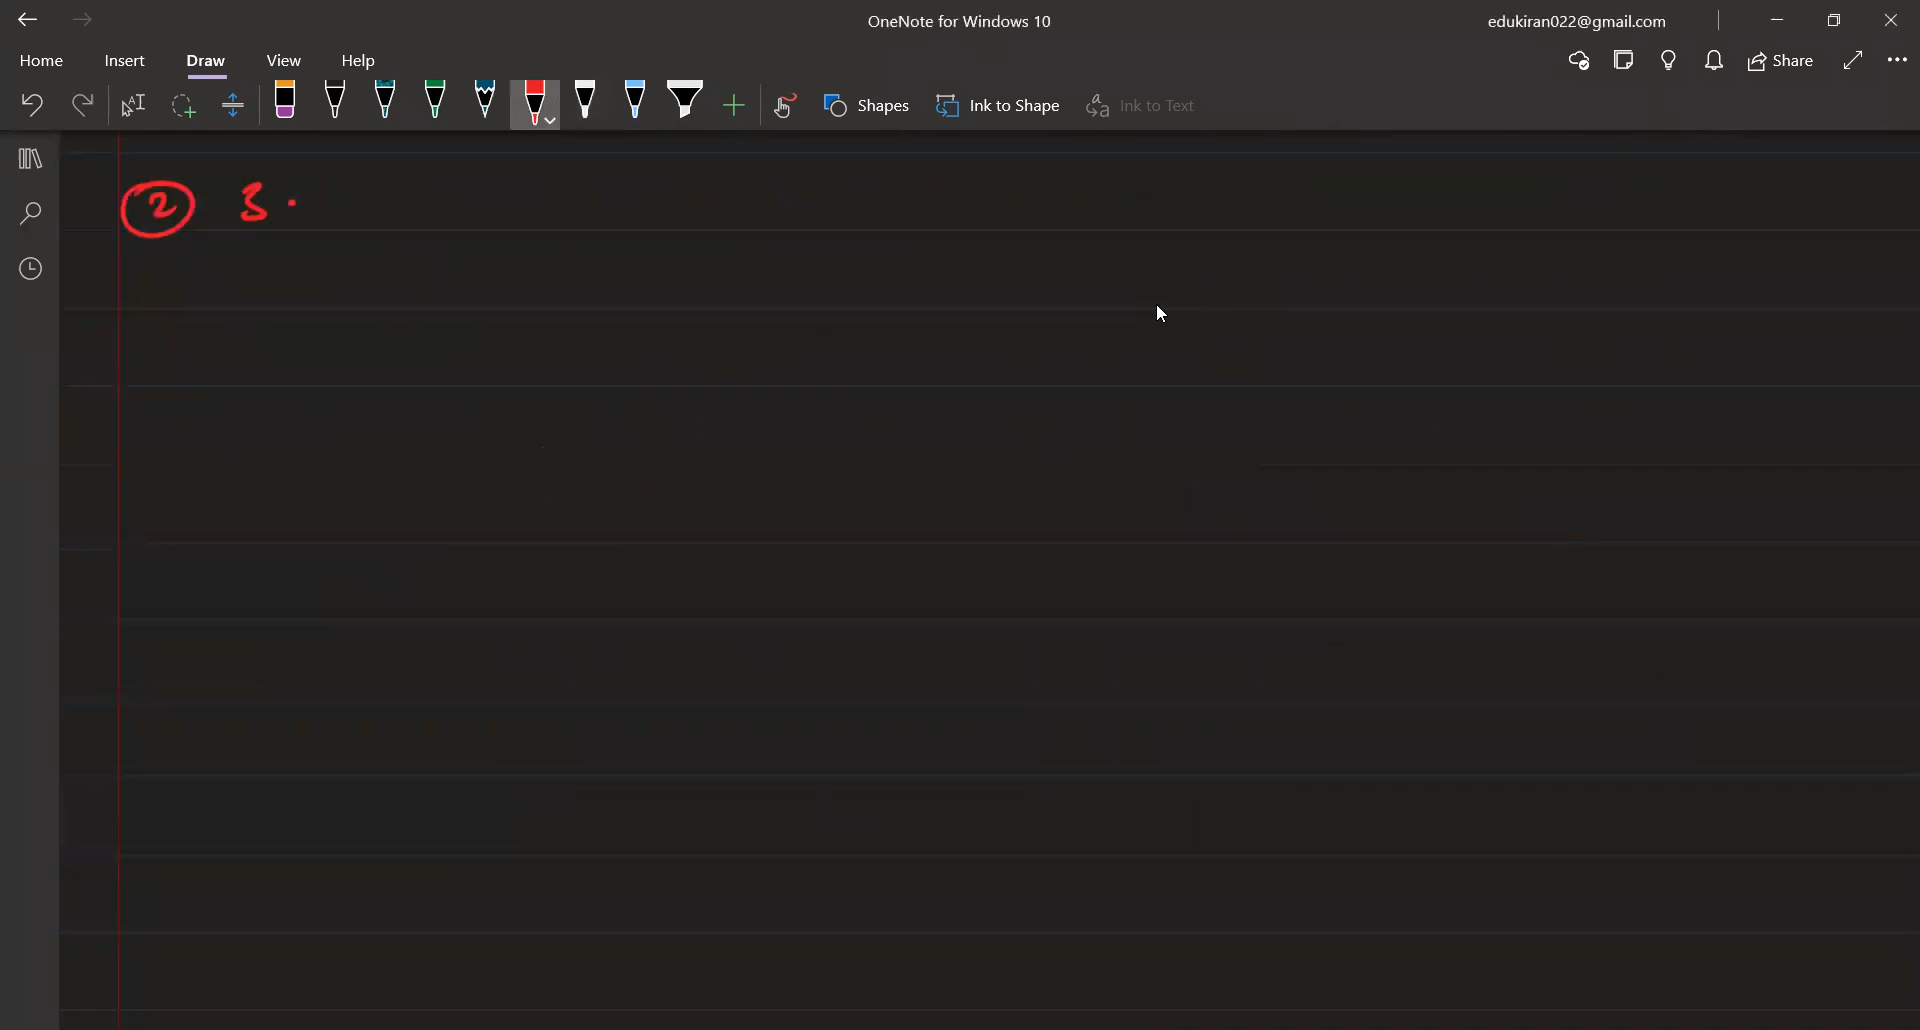 OneNote for Windows 10
edukiran022@gmail.com
Home Insert Draw View Help
Share
Shapes Ink to Shape Ink to Text
② 3 ·